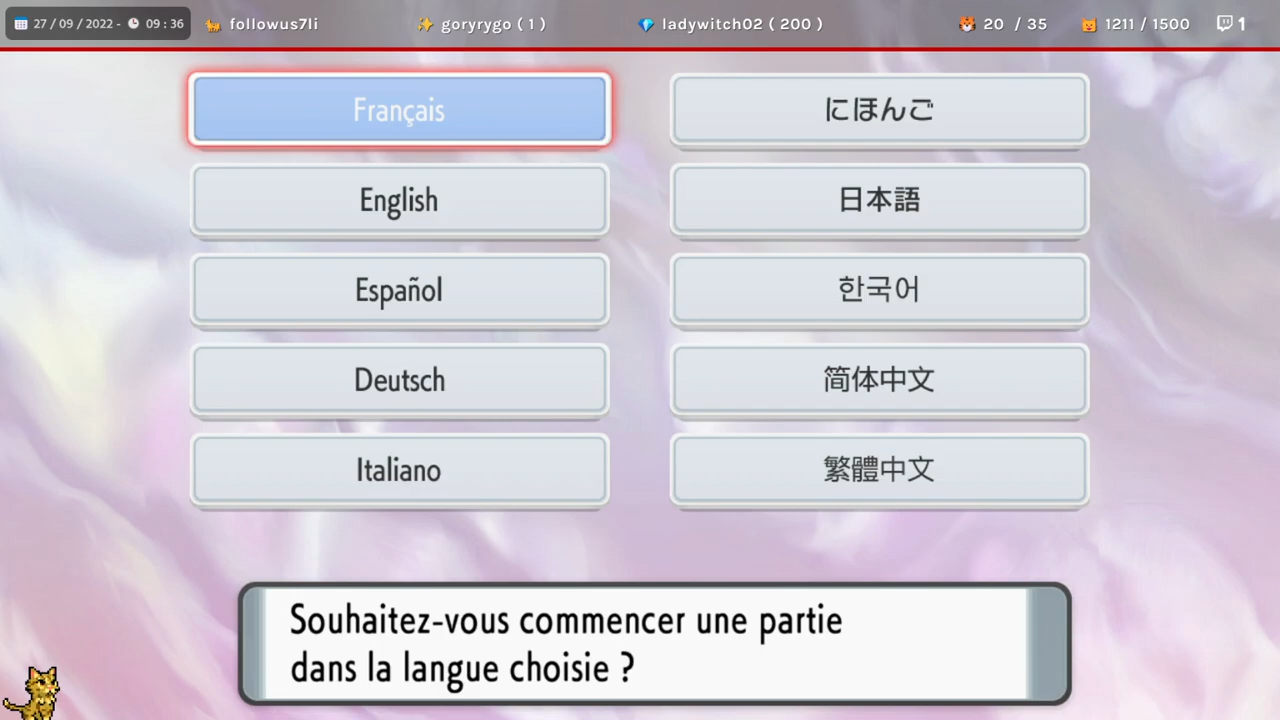 27 / 09 / 2022 - 09 : 36
followus7li
goryrygo ( 1 )
ladywitch02 ( 200 )
20 / 35
1211 / 1500
1
Français
にほんご
English
日本語
Español
한국어
Deutsch
简体中文
Italiano
繁體中文
Souhaitez-vous commencer une partie
dans la langue choisie ?